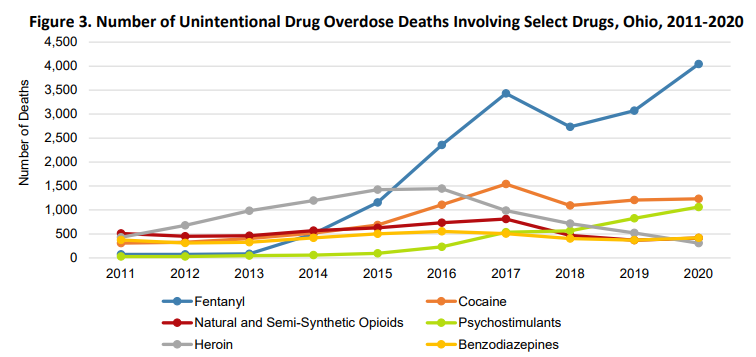 Figure 3. Number of Unintentional Drug Overdose Deaths Involving Select Drugs, Ohio, 2011-2020
4,500
4,000
3,500
3,000
2,500
2,000
1,500
1,000
500
0
Number of Deaths
2011 2012 2013 2014 2015 2016 2017 2018 2019 2020
Fentanyl Cocaine
Natural and Semi-Synthetic Opioids Psychostimulants
Heroin Benzodiazepines